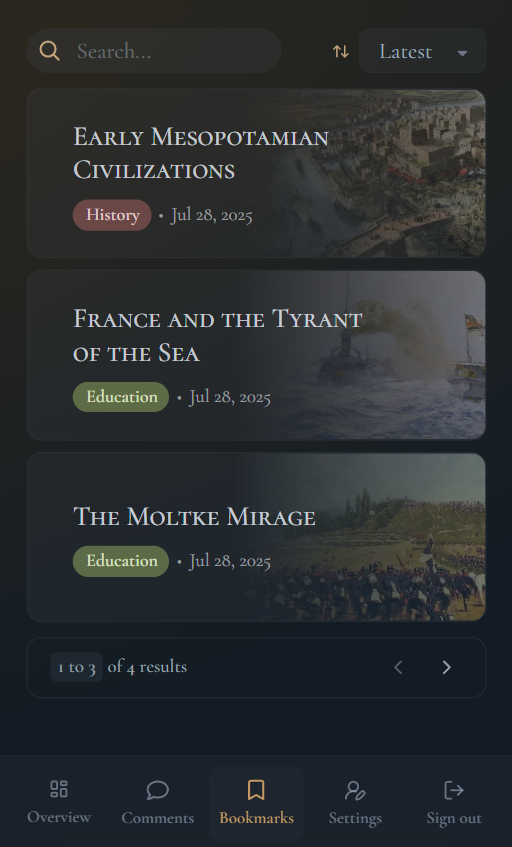 Search...
Latest
Early Mesopotamian
Civilizations
History • Jul 28, 2025
France and the Tyrant
of the Sea
Education • Jul 28, 2025
The Moltke Mirage
Education • Jul 28, 2025
1 to 3 of 4 results
Overview
Comments
Bookmarks
Settings
Sign out